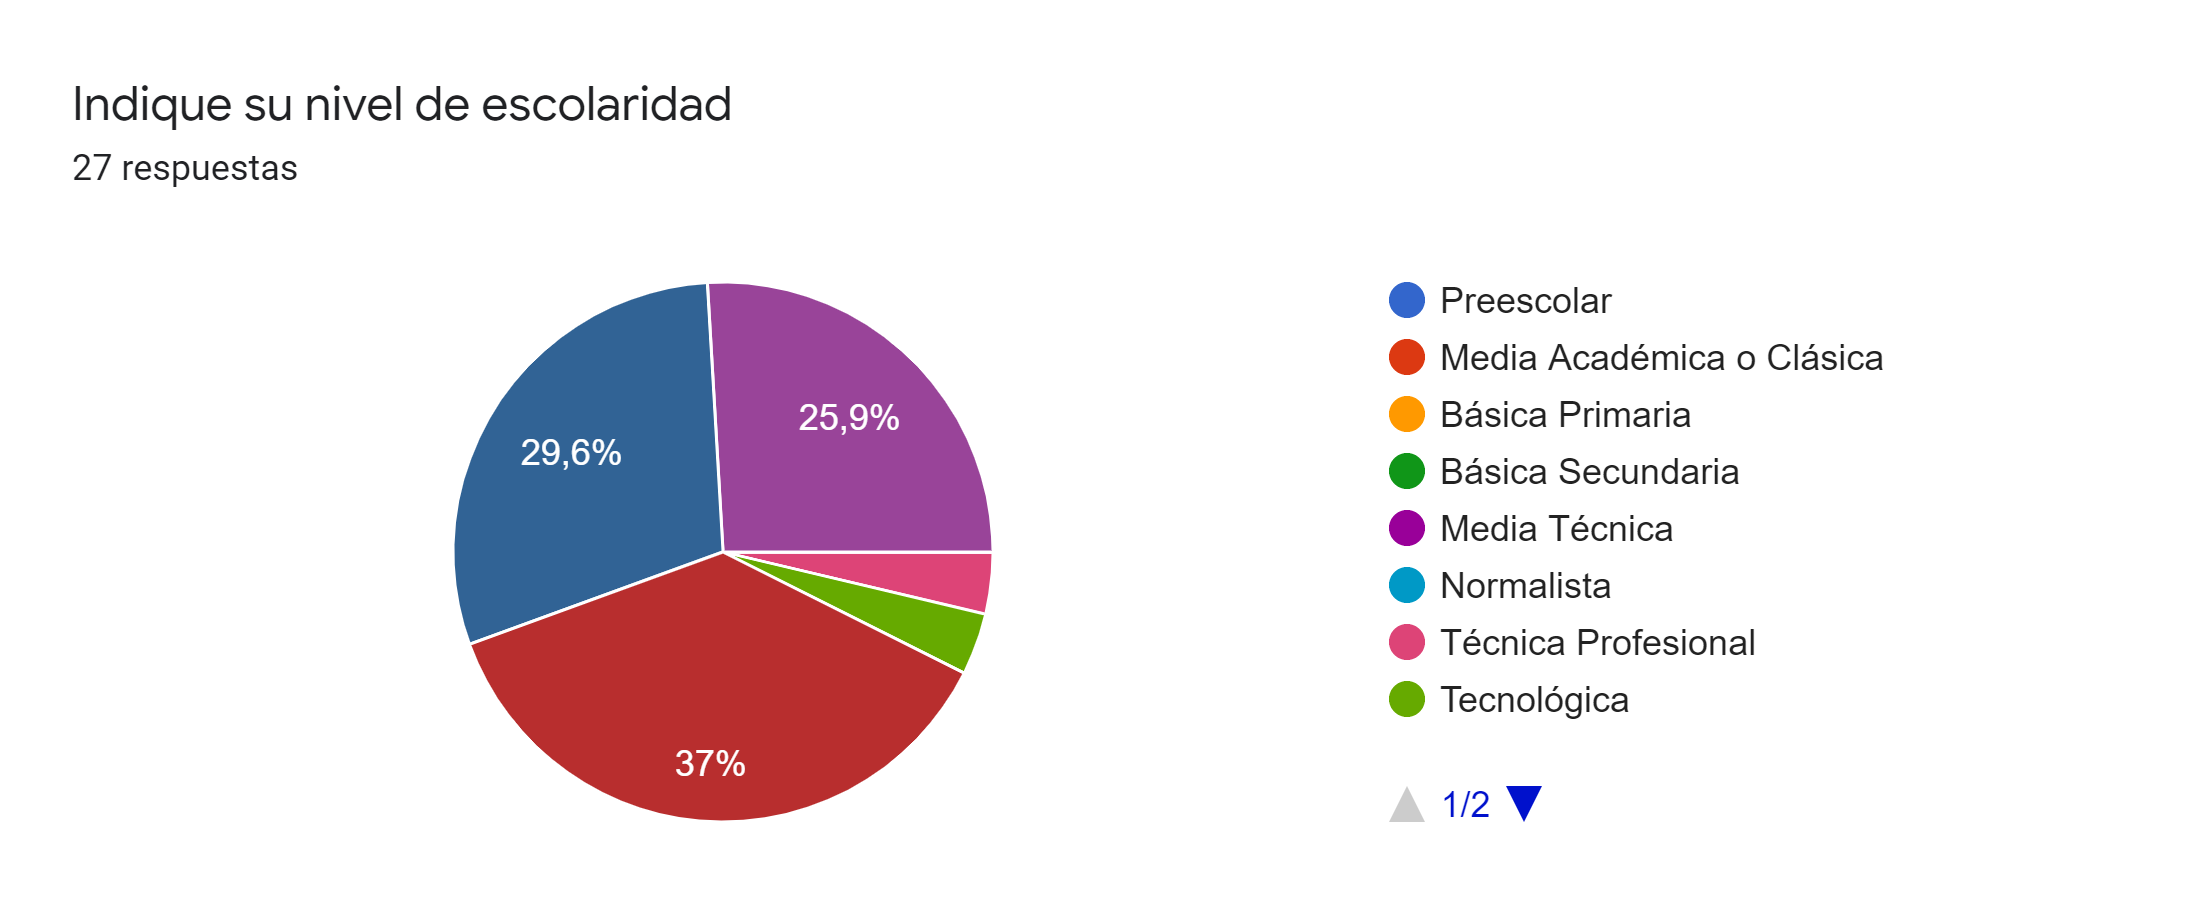 Indique su nivel de escolaridad
27 respuestas
25,9%
29,6%
37%
Preescolar
Media Académica o Clásica
Básica Primaria
Básica Secundaria
Media Técnica
Normalista
Técnica Profesional
Tecnológica
1/2